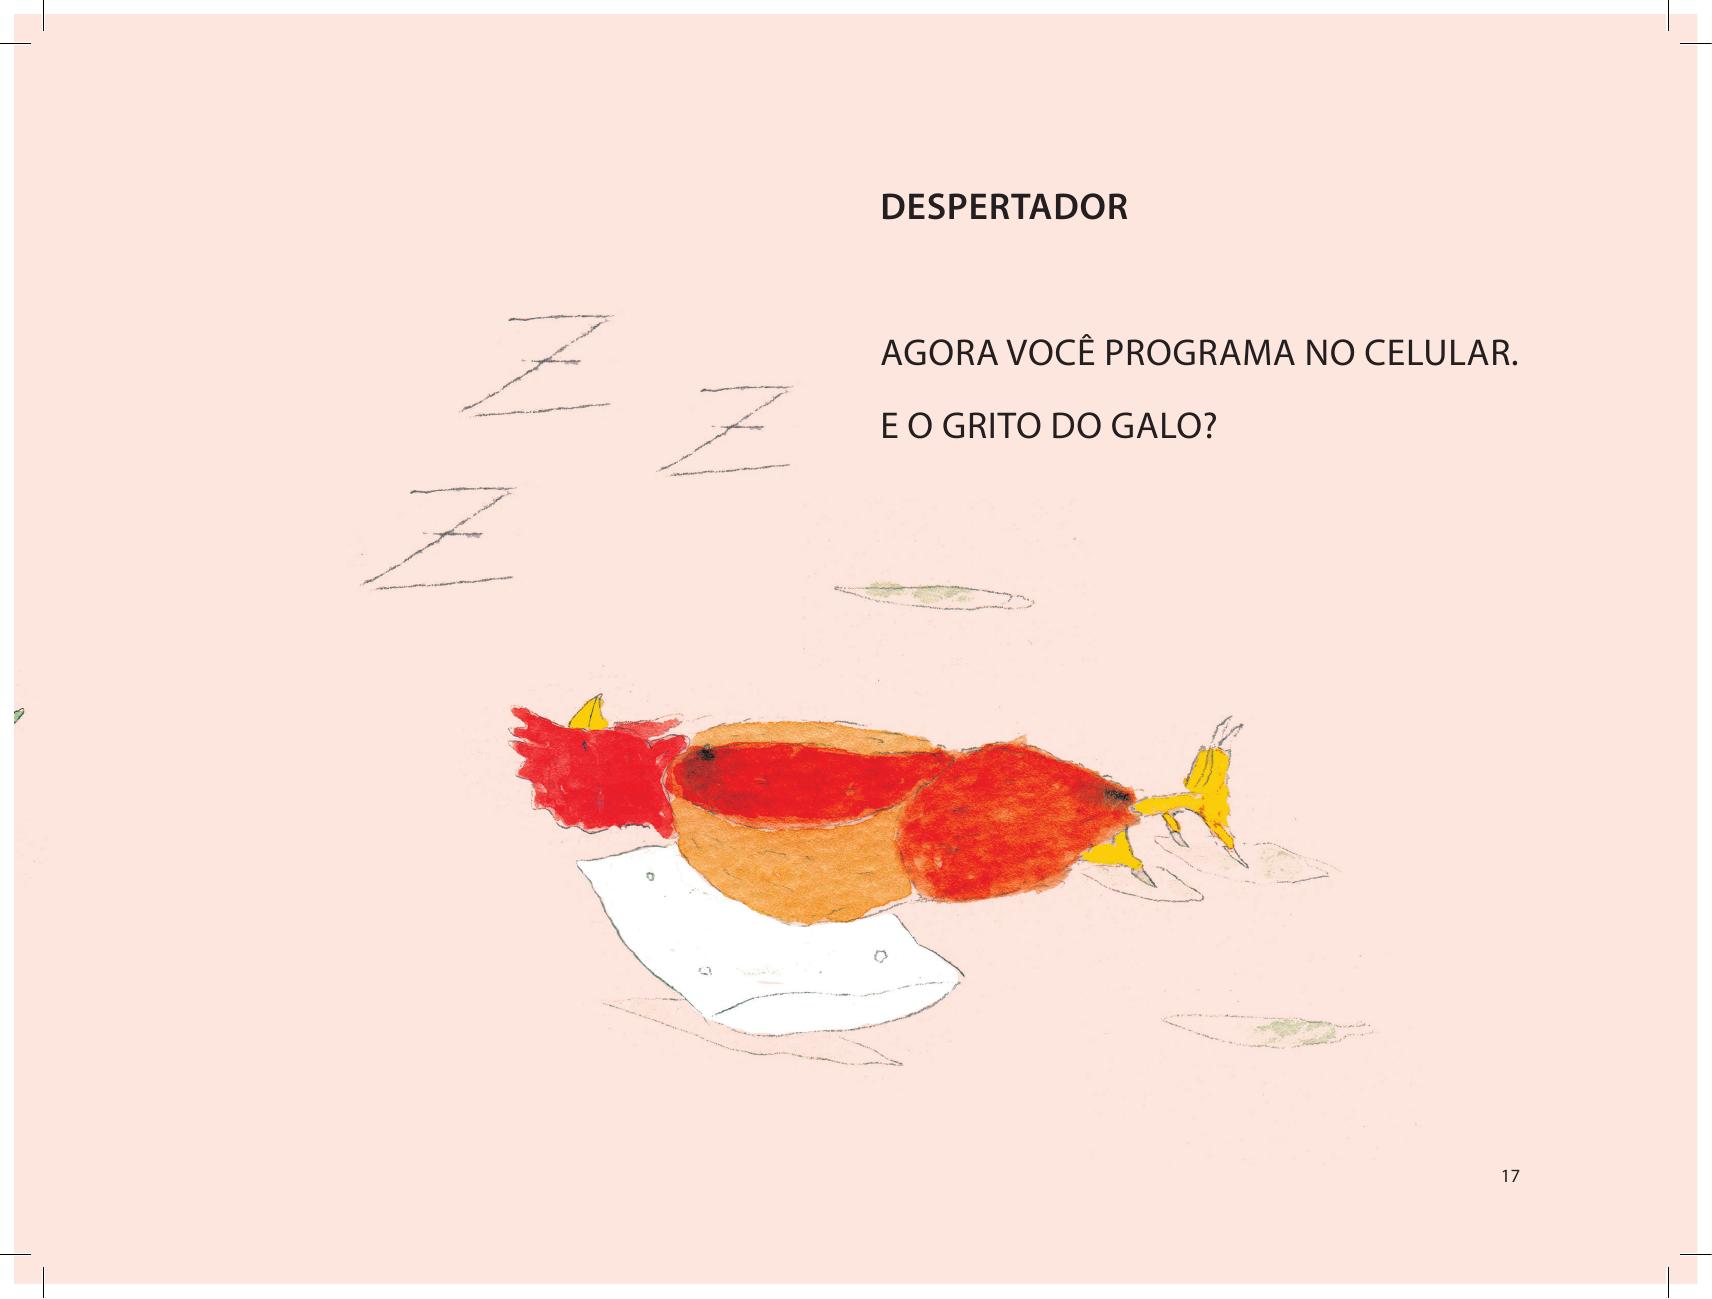 DESPERTADOR
AGORA VOCÊ PROGRAMA NO CELULAR.
E O GRITO DO GALO?
Z
Z
Z
17